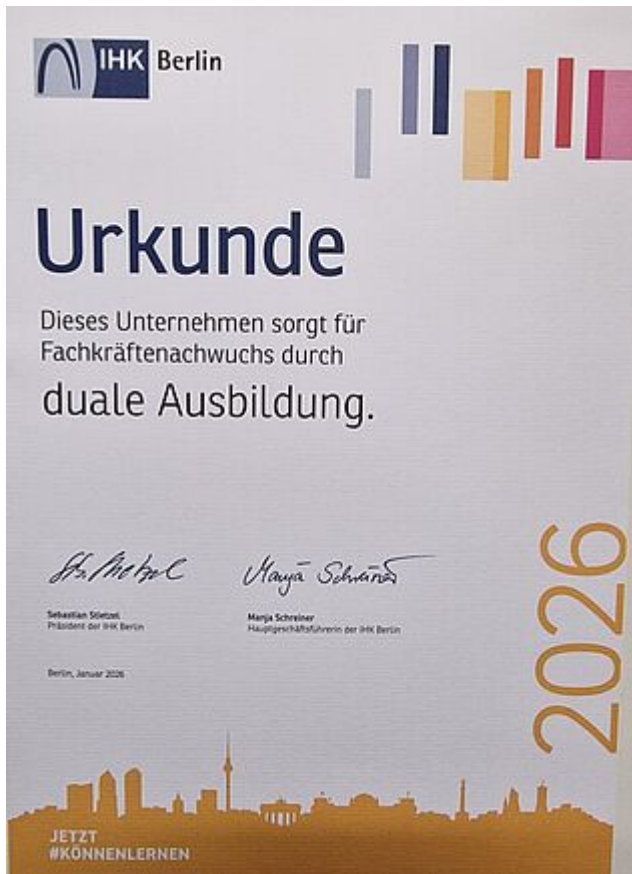 IHK Berlin
Urkunde
Dieses Unternehmen sorgt für
Fachkräftenachwuchs durch
duale Ausbildung.
Sebastian Stietzel
Präsident der IHK Berlin
Manja Schreiner
Hauptgeschäftsführerin der IHK Berlin
Berlin, Januar 2026
2026
JETZT
#KÖNNENLERNEN